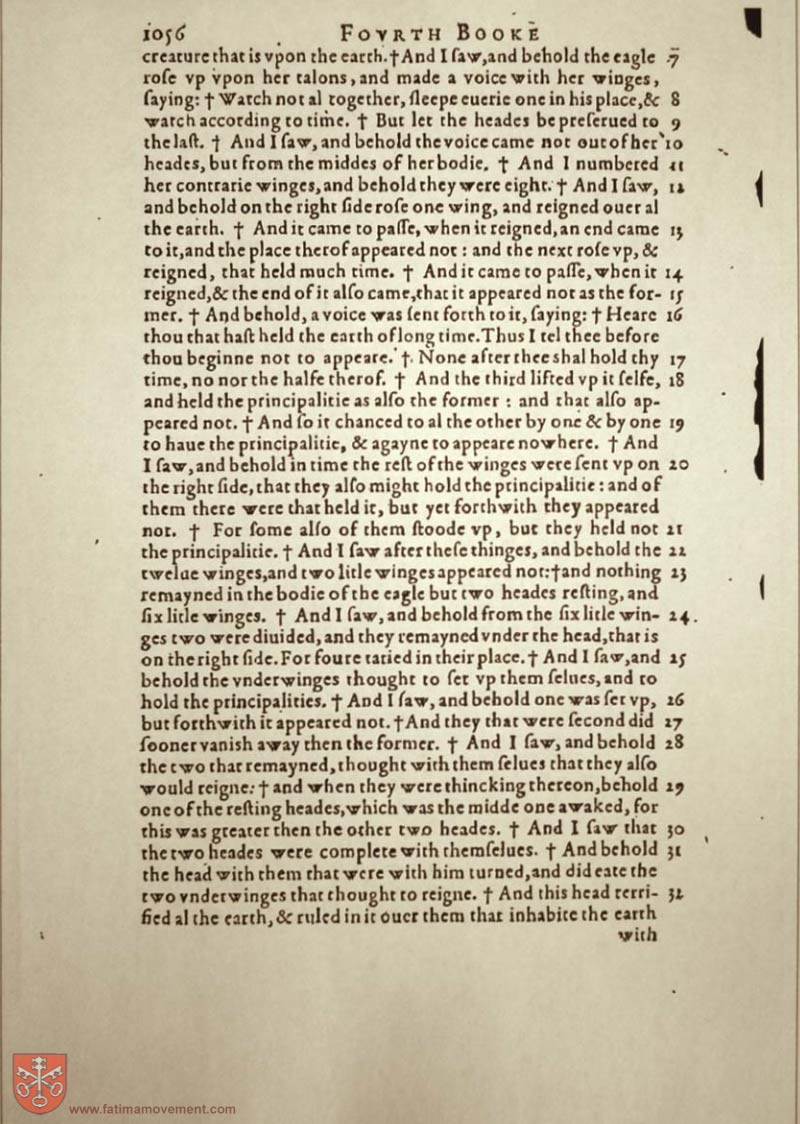 1056 FOVRTH BOOKE
creature that is vpon the earth. † And I ſaw, and behold the eagle 7
roſe vp vpon her talons, and made a voice with her winges,
ſaying: † Watch not al together, ſleepe euerie one in his place, & 8
watch according to time. † But let the heades be preſerued to 9
the laſt. † And I ſaw, and behold the voice came not out of her 10
heades, but from the middes of her bodie. † And I numbered 11
her contrarie winges, and behold they were eight. † And I ſaw, 12
and behold on the right ſide roſe one wing, and reigned ouer al
the earth. † And it came to paſſe, when it reigned, an end came 13
to it, and the place therof appeared not: and the next roſe vp, &
reigned, that held much time. † And it came to paſſe, when it 14
reigned, & the end of it alſo came, that it appeared not as the for- 15
mer. † And behold, a voice was ſent forth to it, ſaying: † Heare 16
thou that haſt held the earth of long time. Thus I tel thee before
thou beginne not to appeare. † None after thee shal hold thy 17
time, no nor the halfe therof. † And the third lifted vp it ſelfe, 18
and held the principalitie as alſo the former: and that alſo ap-
peared not. † And ſo it chanced to al the other by one & by one 19
to haue the principalitie, & agayne to appeare nowhere. † And
I ſaw, and behold in time the reſt of the winges were ſent vp on 20
the right ſide, that they alſo might hold the principalitie: and of
them there were that held it, but yet forthwith they appeared
not. † For ſome alſo of them ſtoode vp, but they held not 21
the principalitie. † And I ſaw after theſe thinges, and behold the 22
twelue winges, and two litle winges appeared not: † and nothing 23
remayned in the bodie of the eagle but two heades reſting, and
ſix litle winges. † And I ſaw, and behold from the ſix litle win- 24.
ges two were diuided, and they remayned vnder the head, that is
on the right ſide. For foure taried in their place. † And I ſaw, and 25
behold the vnderwinges thought to ſet vp them ſelues, and to
hold the principalities. † And I ſaw, and behold one was ſet vp, 26
but forthwith it appeared not. † And they that were ſecond did 27
ſooner vanish away then the former. † And I ſaw, and behold 28
the two that remayned, thought with them ſelues that they alſo
would reigne: † and when they were thincking thereon, behold 29
one of the reſting heades, which was the midde one awaked, for
this was greater then the other two heades. † And I ſaw that 30
the two heades were complete with themſelues. † And behold 31
the head with them that were with him turned, and did eate the
two vnderwinges that thought to reigne. † And this head terri- 32
fied al the earth, & ruled in it ouer them that inhabite the earth
with
www.fatimamovement.com